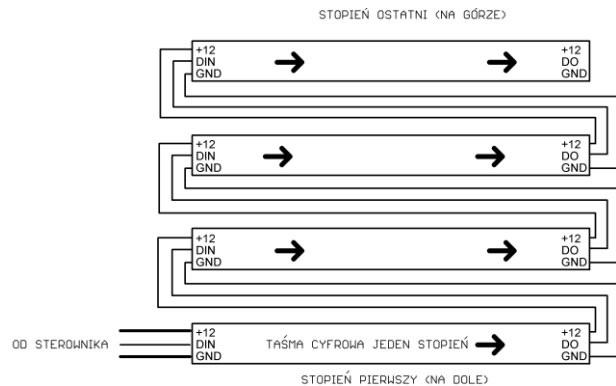 STOPIEŃ OSTATNI (NA GÓRZE)
+12 +12
DIN DO
GND GND
+12 +12
DIN DO
GND GND
+12 +12
DIN DO
GND GND
+12 +12
OD STEROWNIKA DIN TAŚMA CYFROWA JEDEN STOPIEŃ DO
GND GND
STOPIEŃ PIERWSZY (NA DOLE)